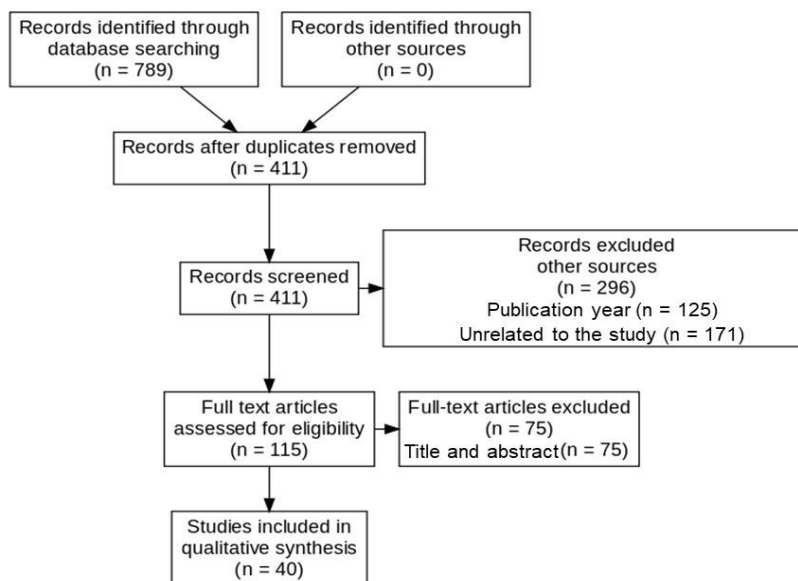 Records identified through
database searching
(n = 789)
Records identified through
other sources
(n = 0)
Records after duplicates removed
(n = 411)
Records screened
(n = 411)
Records excluded
other sources
(n = 296)
Publication year (n = 125)
Unrelated to the study (n = 171)
Full text articles
assessed for eligibility
(n = 115)
Full-text articles excluded
(n = 75)
Title and abstract (n = 75)
Studies included in
qualitative synthesis
(n = 40)